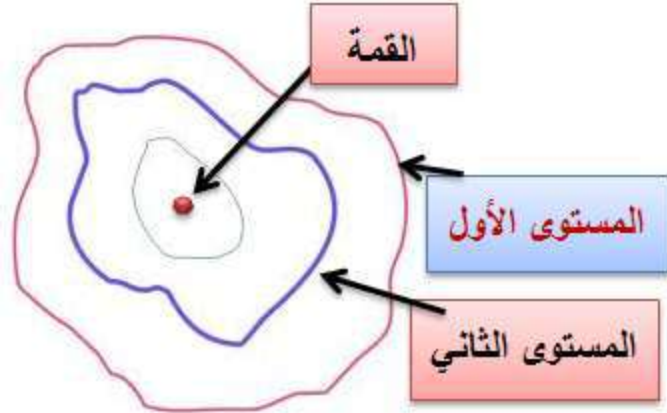 القمة
المستوى الأول
المستوى الثاني